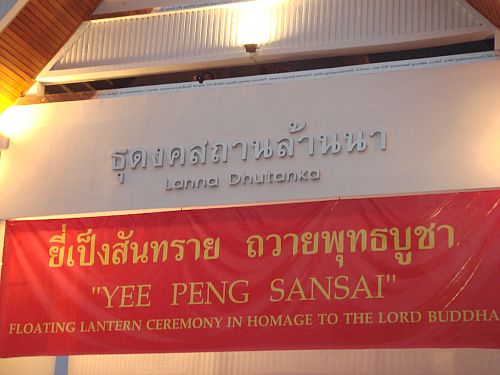 ธุดงคสถานล้านนา
Lanna Dhutanka
ยี่เป็งสันทราย ถวายพุทธบูชา
"YEE PENG SANSAI"
FLOATING LANTERN CEREMONY IN HOMAGE TO THE LORD BUDDHA